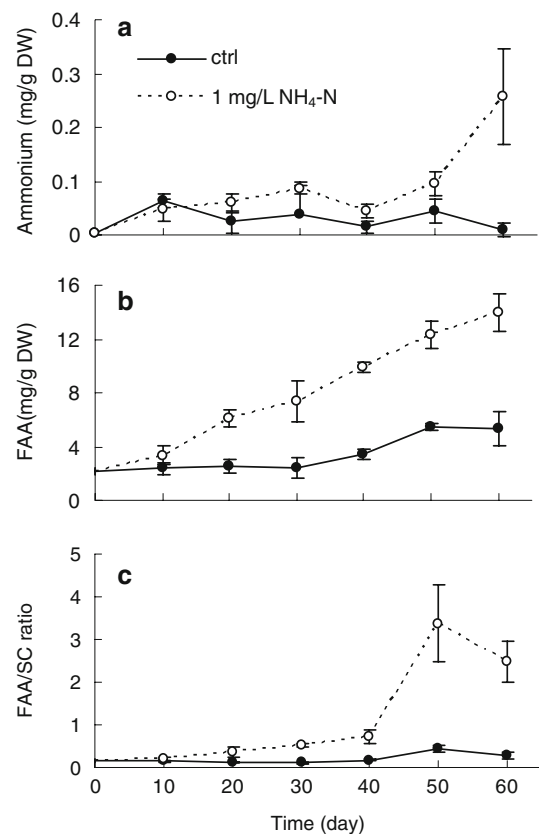 a
ctrl
1 mg/L NH₄-N
Ammonium (mg/g DW)
0.4
0.3
0.2
0.1
0
b
FAA(mg/g DW)
16
12
8
4
0
c
FAA/SC ratio
5
4
3
2
1
0
0 10 20 30 40 50 60
Time (day)